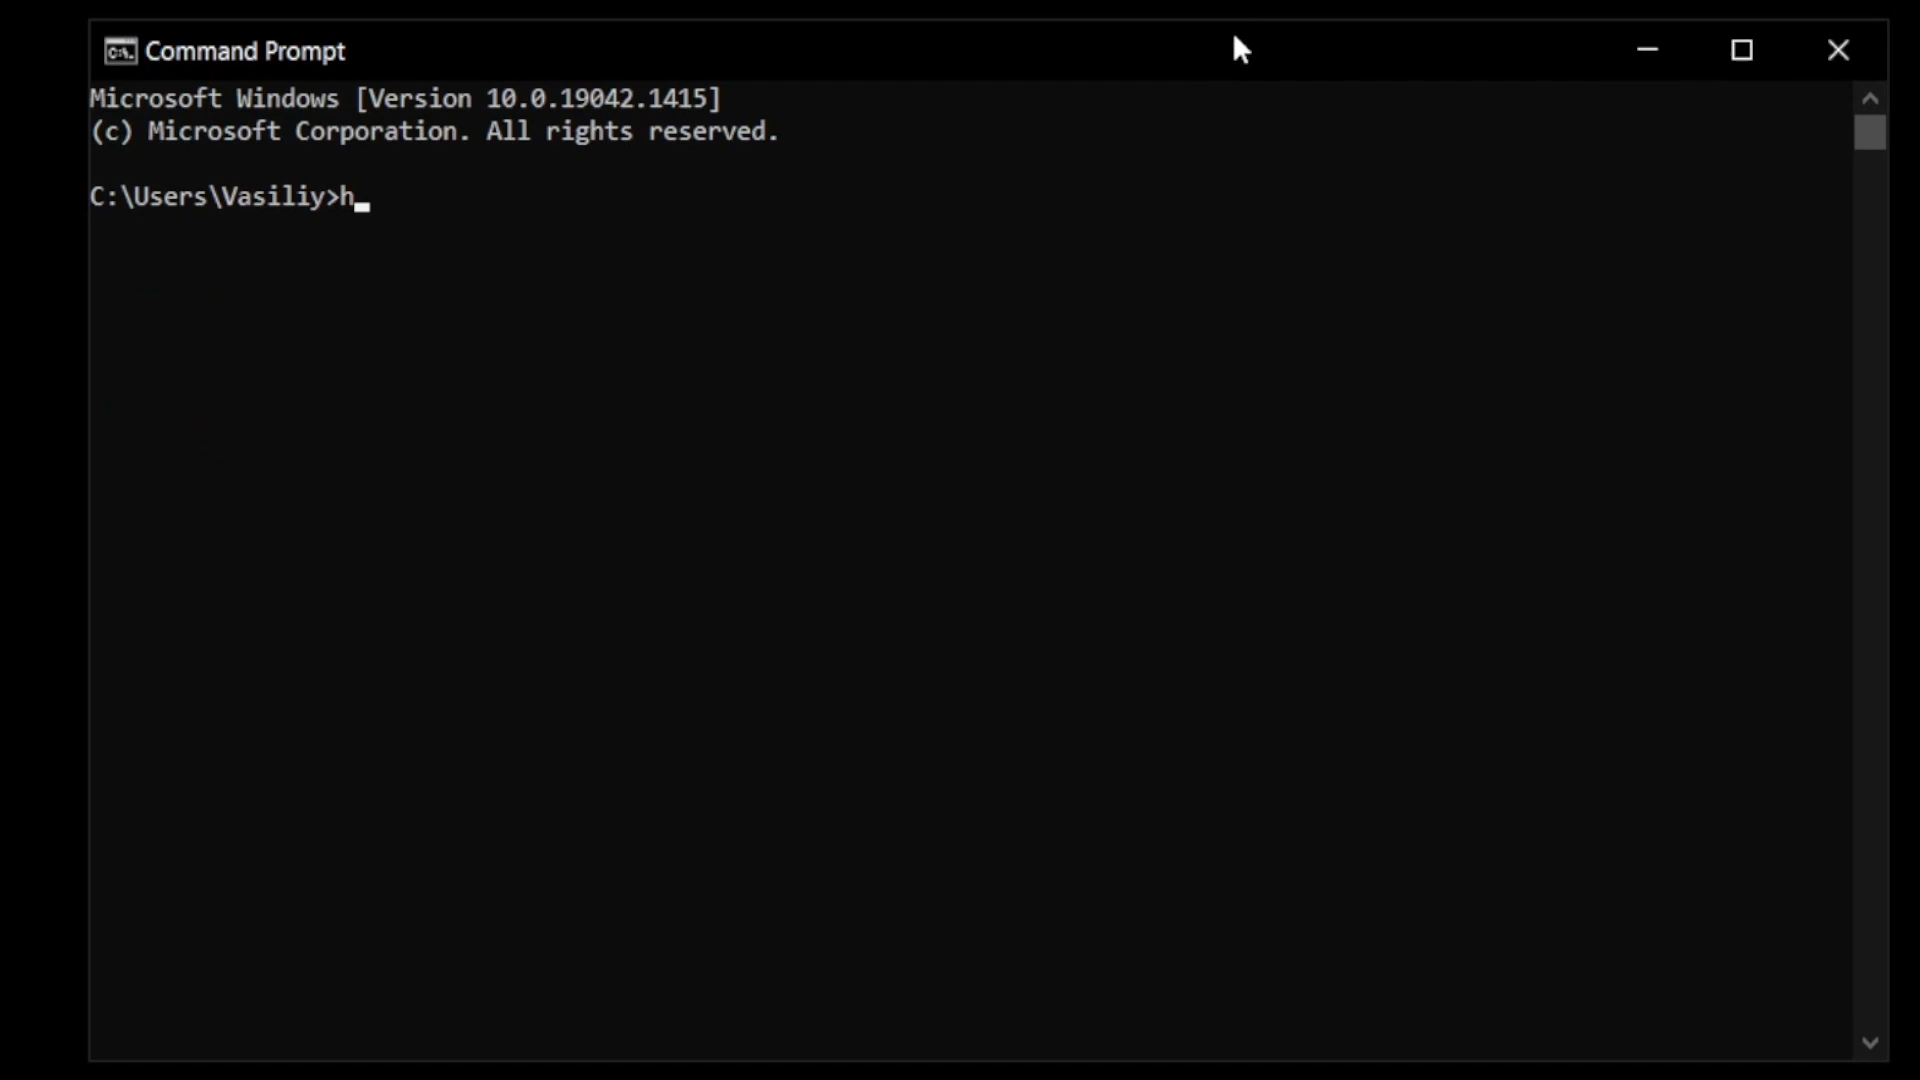 Command Prompt
Microsoft Windows [Version 10.0.19042.1415]
(c) Microsoft Corporation. All rights reserved.
C:\Users\Vasiliy>h